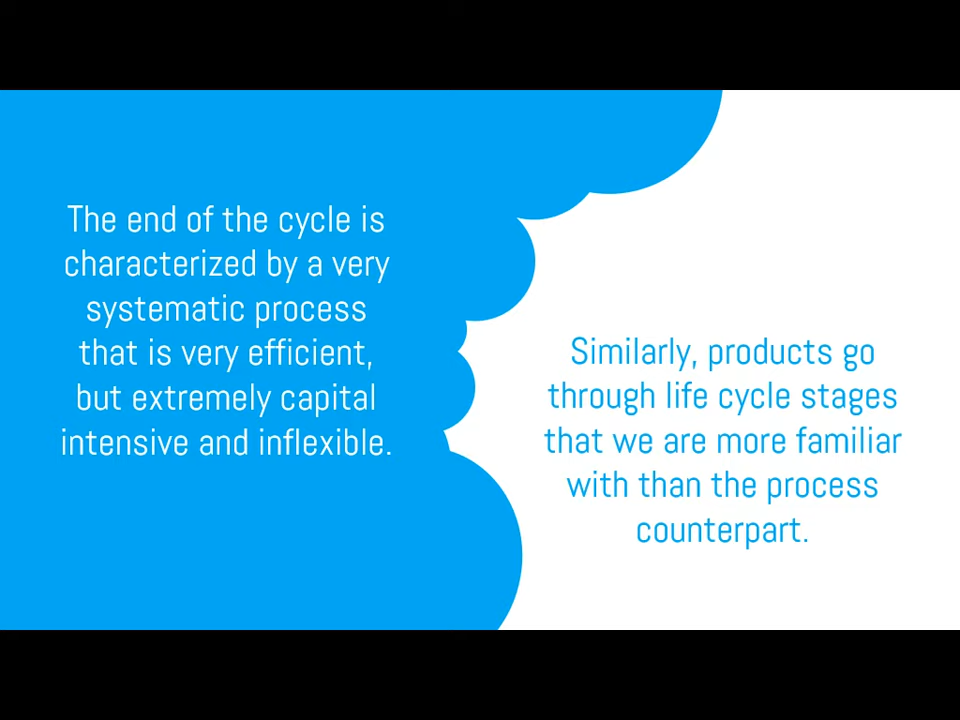 The end of the cycle is
characterized by a very
systematic process
that is very efficient,
but extremely capital
intensive and inflexible.
Similarly, products go
through life cycle stages
that we are more familiar
with than the process
counterpart.